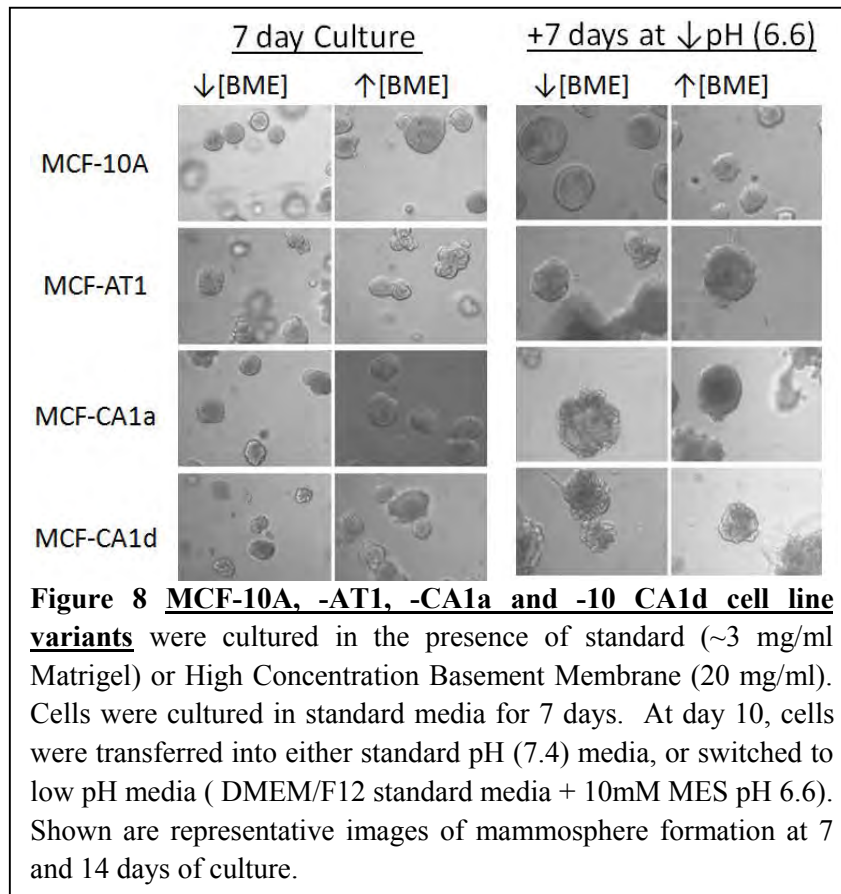 7 day Culture
+7 days at ↓pH (6.6)
↓[BME]
↑[BME]
↓[BME]
↑[BME]
MCF-10A
MCF-AT1
MCF-CA1a
MCF-CA1d
Figure 8 MCF-10A, -AT1, -CA1a and -10 CA1d cell line
variants were cultured in the presence of standard (~3 mg/ml
Matrigel) or High Concentration Basement Membrane (20 mg/ml).
Cells were cultured in standard media for 7 days. At day 10, cells
were transferred into either standard pH (7.4) media, or switched to
low pH media ( DMEM/F12 standard media + 10mM MES pH 6.6).
Shown are representative images of mammosphere formation at 7
and 14 days of culture.